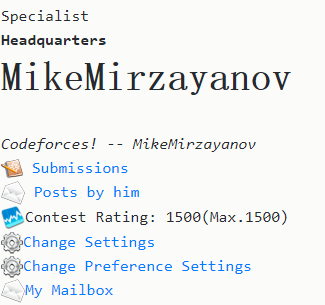 Specialist
Headquarters
MikeMirzayanov
Codeforces! -- MikeMirzayanov
Submissions
Posts by him
Contest Rating: 1500(Max.1500)
Change Settings
Change Preference Settings
My Mailbox